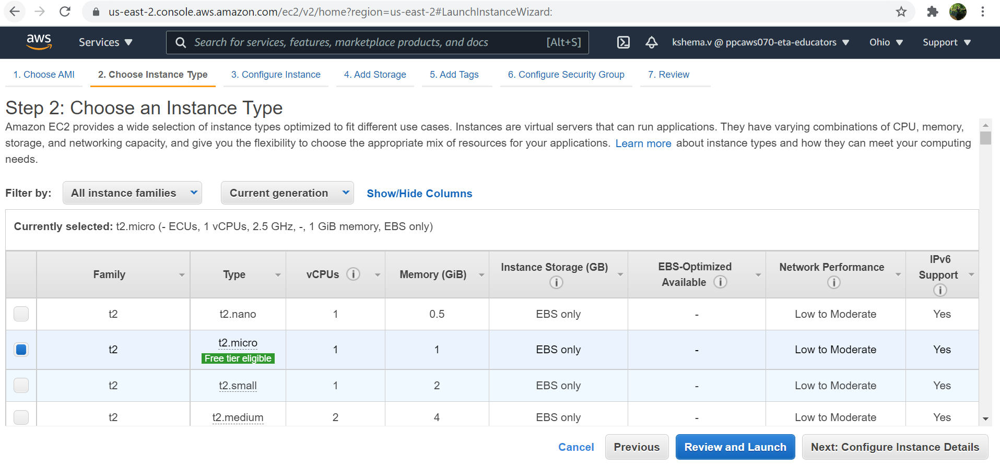 us-east-2.console.aws.amazon.com/ec2/v2/home?region=us-east-2#LaunchInstanceWizard:
aws Services Search for services, features, marketplace products, and docs [Alt+S] kshema.v @ ppcaws070-eta-educators Ohio Support
1. Choose AMI 2. Choose Instance Type 3. Configure Instance 4. Add Storage 5. Add Tags 6. Configure Security Group 7. Review
Step 2: Choose an Instance Type
Amazon EC2 provides a wide selection of instance types optimized to fit different use cases. Instances are virtual servers that can run applications. They have varying combinations of CPU, memory,
storage, and networking capacity, and give you the flexibility to choose the appropriate mix of resources for your applications. Learn more about instance types and how they can meet your computing
needs.
Filter by: All instance families Current generation Show/Hide Columns
Currently selected: t2.micro (- ECUs, 1 vCPUs, 2.5 GHz, -, 1 GiB memory, EBS only)
Family Type vCPUs i Memory (GiB) Instance Storage (GB) i EBS-Optimized Available i Network Performance i IPv6 Support i
t2 t2.nano 1 0.5 EBS only - Low to Moderate Yes
t2 t2.micro Free tier eligible 1 1 EBS only - Low to Moderate Yes
t2 t2.small 1 2 EBS only - Low to Moderate Yes
t2 t2.medium 2 4 EBS only - Low to Moderate Yes
Cancel Previous Review and Launch Next: Configure Instance Details